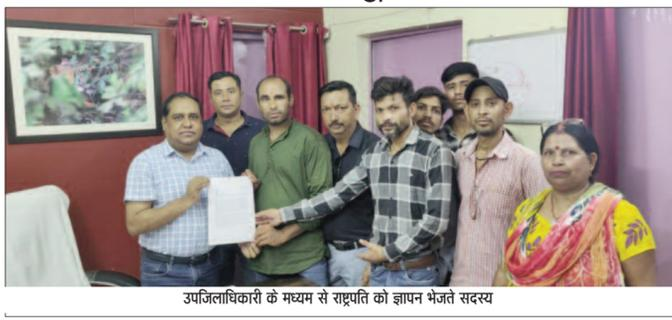 उपजिलाधिकारी के मध्यम से राष्ट्रपति को ज्ञापन भेजते सदस्य